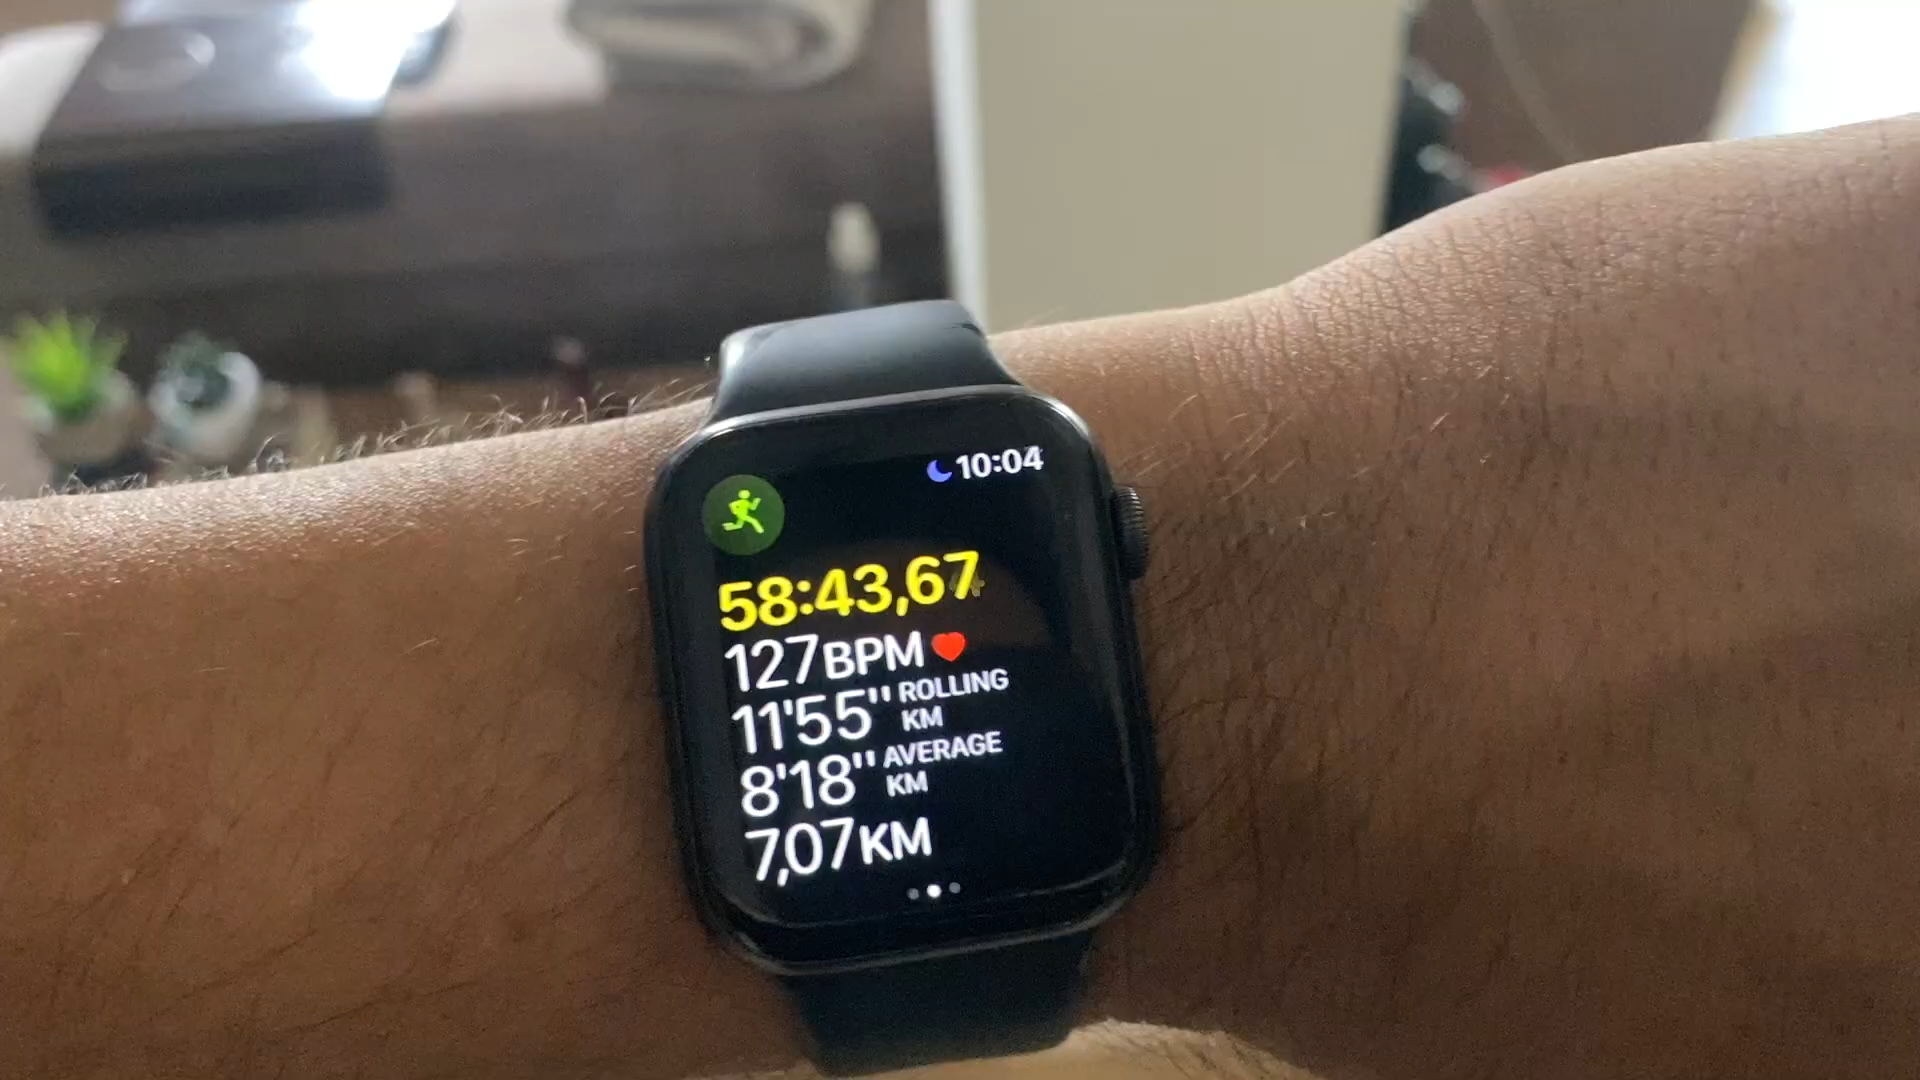 10:04
58:43,67
127BPM
11'55" ROLLING KM
8'18" AVERAGE KM
7,07KM